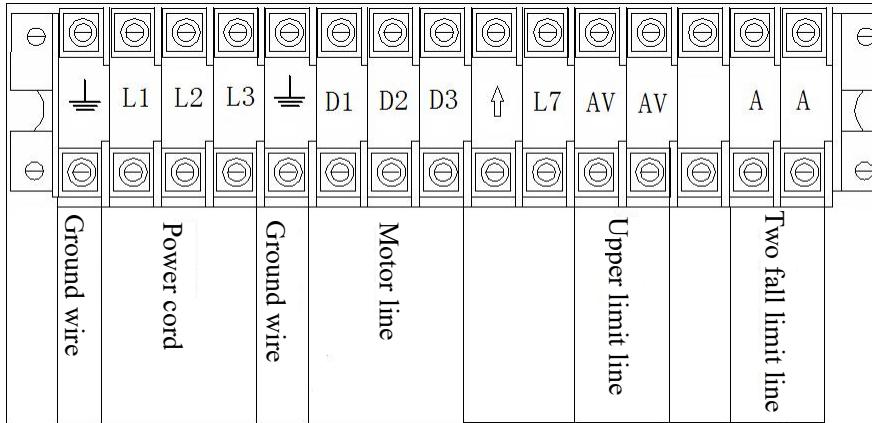 L1 L2 L3 D1 D2 D3 L7 AV AV A A
Ground wire
Power cord
Ground wire
Motor line
Upper limit line
Two fall limit line